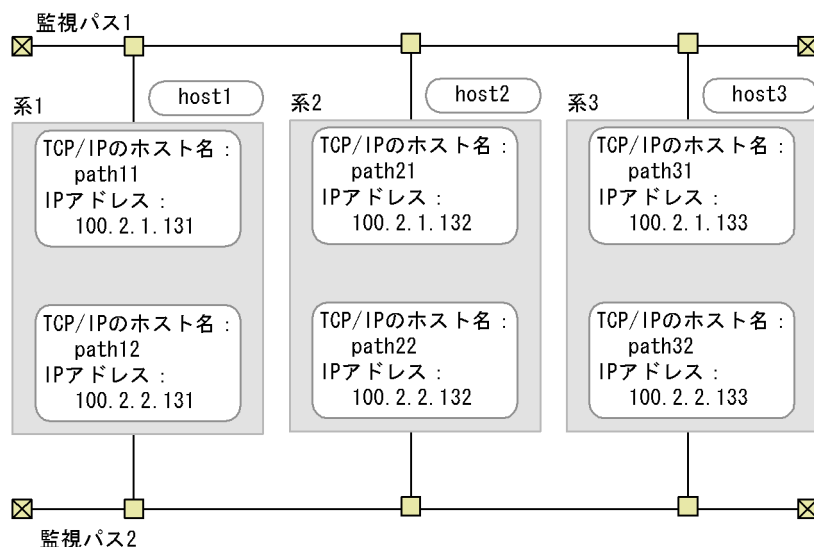 監視パス1
系1
host1
TCP/IPのホスト名：
path11
IPアドレス：
100.2.1.131
TCP/IPのホスト名：
path12
IPアドレス：
100.2.2.131
系2
host2
TCP/IPのホスト名：
path21
IPアドレス：
100.2.1.132
TCP/IPのホスト名：
path22
IPアドレス：
100.2.2.132
系3
host3
TCP/IPのホスト名：
path31
IPアドレス：
100.2.1.133
TCP/IPのホスト名：
path32
IPアドレス：
100.2.2.133
監視パス2